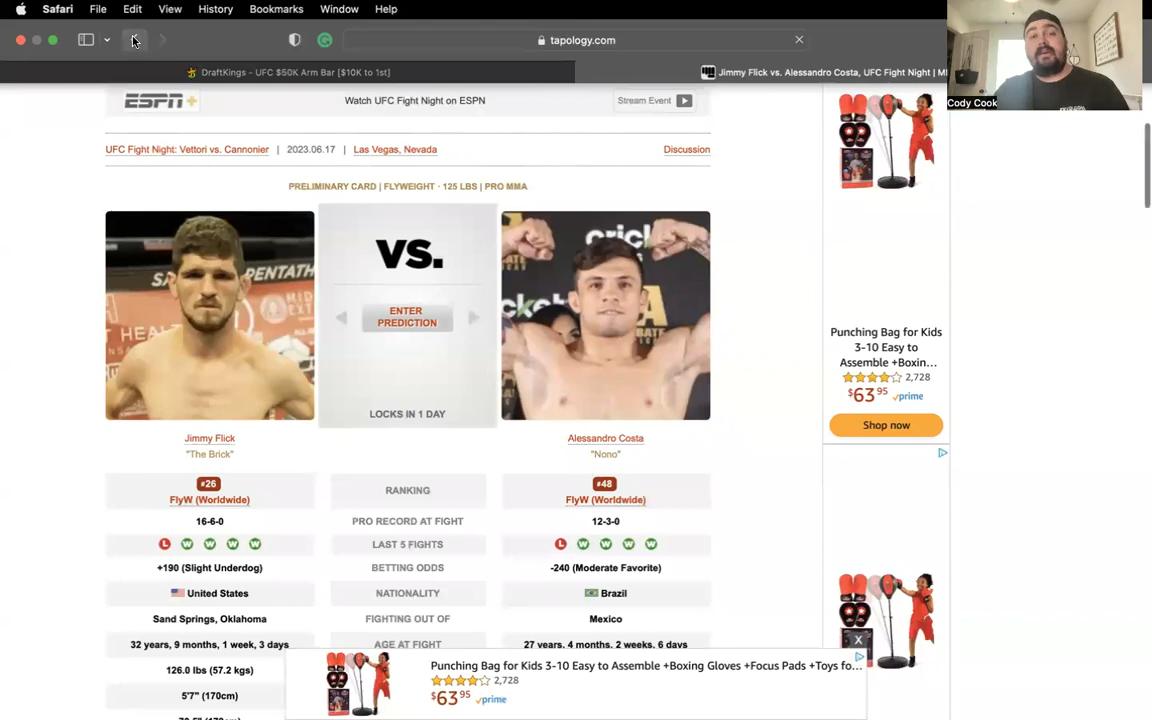 Safari File Edit View History Bookmarks Window Help
tapology.com
DraftKings - UFC $50K Arm Bar [$10K to 1st]
Jimmy Flick vs. Alessandro Costa, UFC Fight Night | MI
Cody Cook
ESPN+
Watch UFC Fight Night on ESPN
Stream Event
UFC Fight Night: Vettori vs. Cannonier | 2023.06.17 | Las Vegas, Nevada
Discussion
PRELIMINARY CARD | FLYWEIGHT · 125 LBS | PRO MMA
VS.
ENTER
PREDICTION
LOCKS IN 1 DAY
Jimmy Flick
"The Brick"
Alessandro Costa
"Nono"
#26
FlyW (Worldwide)
RANKING
#48
FlyW (Worldwide)
16-6-0 PRO RECORD AT FIGHT 12-3-0
L W W W W LAST 5 FIGHTS L W W W W
+190 (Slight Underdog) BETTING ODDS -240 (Moderate Favorite)
United States NATIONALITY Brazil
Sand Springs, Oklahoma FIGHTING OUT OF Mexico
32 years, 9 months, 1 week, 3 days AGE AT FIGHT 27 years, 4 months, 2 weeks, 6 days
126.0 lbs (57.2 kgs)
5'7" (170cm)
Punching Bag for Kids
3-10 Easy to
Assemble +Boxin...
2,728
$63.95 prime
Shop now
Punching Bag for Kids 3-10 Easy to Assemble +Boxing Gloves +Focus Pads +Toys fo...
2,728
$63.95 prime
X